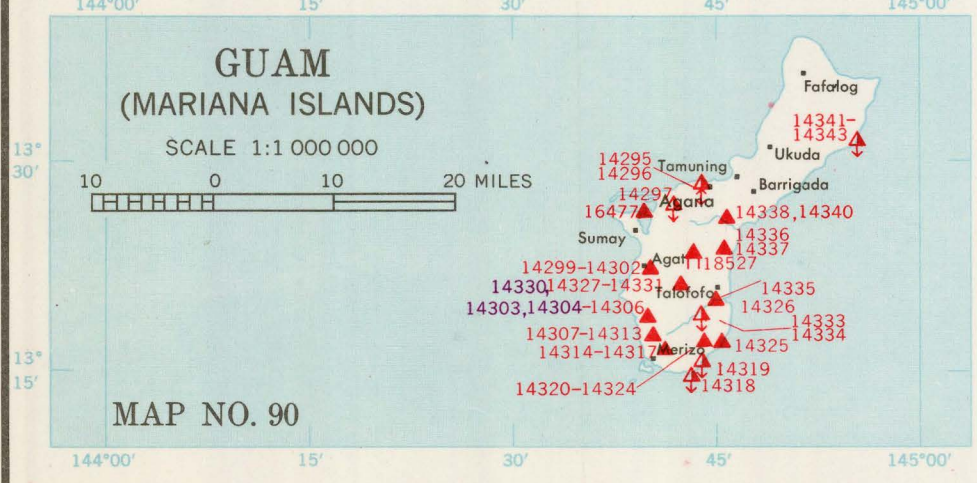 144°00′ 15′ 30′ 45′ 145°00′
GUAM
(MARIANA ISLANDS)
SCALE 1:1 000 000
10 0 10 20 MILES
13°
30′
Fafalog
14341-
14343
Ukuda
Tamuning
14295
14296
Barrigada
14297
Agana
16477
14338,14340
Sumay
14336
14337
Agat
18527
14299-14302
14330,
14327-14331
Talofofo
14335
14303,14304-14306
14326
14333
14334
14307-14313
14325
14314-14317
Merizo
13°
15′
14319
14320-14324
14318
MAP NO. 90
144°00′ 15′ 30′ 45′ 145°00′